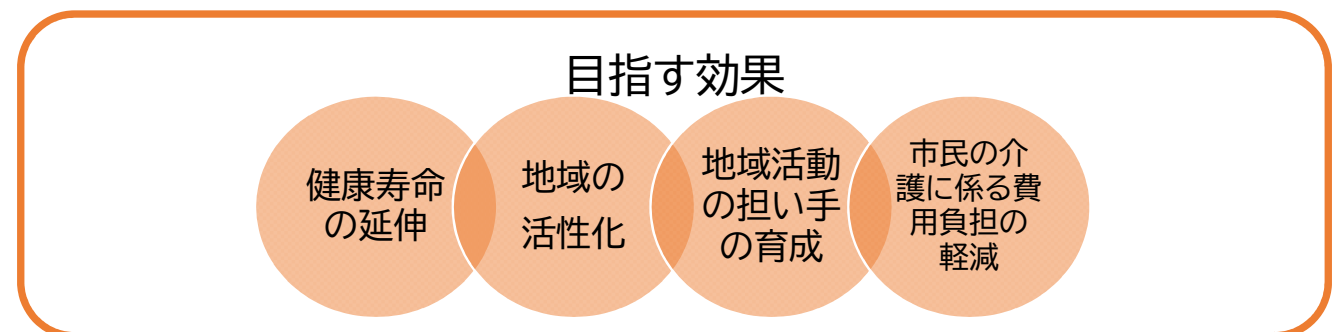 目指す効果
健康寿命
の延伸
地域の
活性化
地域活動
の担い手
の育成
市民の介
護に係る費
用負担の
軽減